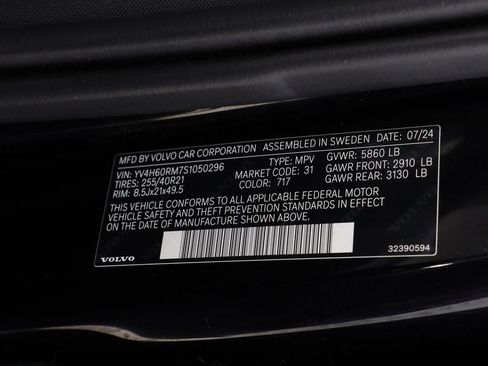 MFD BY VOLVO CAR CORPORATION ASSEMBLED IN SWEDEN 07/24
VIN: YV4H60RM7S1050296 TYPE: MPV GVWR: 5860 LB
TIRES: 255/40R21 MARKET CODE: 31 GAWR FRONT: 2910 LB
RIM: 8.5Jx21x49.5 COLOR: 717 GAWR REAR: 3130 LB
THIS VEHICLE CONFORMS TO ALL APPLICABLE FEDERAL MOTOR
VEHICLE SAFETY AND THEFT PREVENTION STANDARDS IN EFFECT
ON THE DATE OF MANUFACTURE SHOWN ABOVE.
VOLVO 32390594